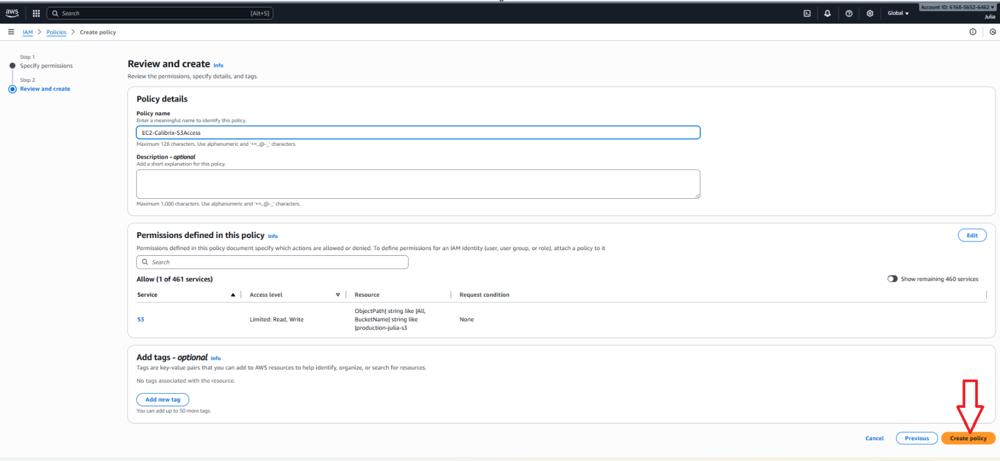 aws
Search
[Alt+S]
Global
Account ID: 6168-5652-6462
Julia
IAM
Policies
Create policy
Step 1
Specify permissions
Step 2
Review and create
Review and create Info
Review the permissions, specify details, and tags.
Policy details
Policy name
Enter a meaningful name to identify this policy.
EC2-Calibrix-S3Access
Maximum 128 characters. Use alphanumeric and '+=,.@-_' characters.
Description - optional
Add a short explanation for this policy.
Maximum 1,000 characters. Use alphanumeric and '+=,.@-_' characters.
Permissions defined in this policy Info
Edit
Permissions defined in this policy document specify which actions are allowed or denied. To define permissions for an IAM identity (user, user group, or role), attach a policy to it
Search
Allow (1 of 461 services)
Show remaining 460 services
Service
Access level
Resource
Request condition
S3
Limited: Read, Write
ObjectPath| string like |All,
BucketName| string like
|production-julia-s3
None
Add tags - optional Info
Tags are key-value pairs that you can add to AWS resources to help identify, organize, or search for resources.
No tags associated with the resource.
Add new tag
You can add up to 50 more tags.
Cancel
Previous
Create policy